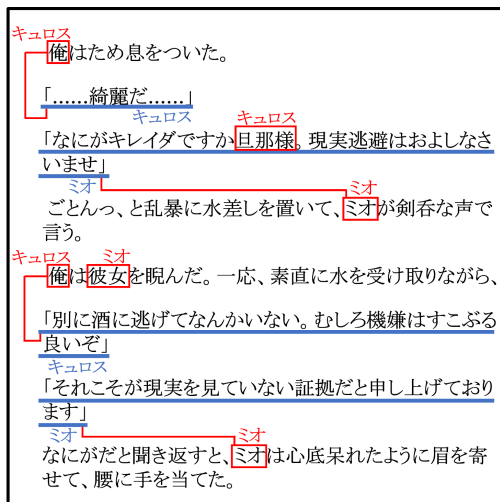 キュロス
俺はため息をついた。
「......綺麗だ......」
キュロス キュロス
「なにがキレイダですか旦那様。現実逃避はおよしなさ
いませ」
ミオ ミオ
ごとんっ、と乱暴に水差しを置いて、ミオが剣呑な声で
言う。
キュロス ミオ
俺は彼女を睨んだ。一応、素直に水を受け取りながら、
「別に酒に逃げてなんかいない。むしろ機嫌はすこぶる
良いぞ」
キュロス
「それこそが現実を見ていない証拠だと申し上げており
ます」
ミオ ミオ
なにがだと聞き返すと、ミオは心底呆れたように眉を寄
せて、腰に手を当てた。